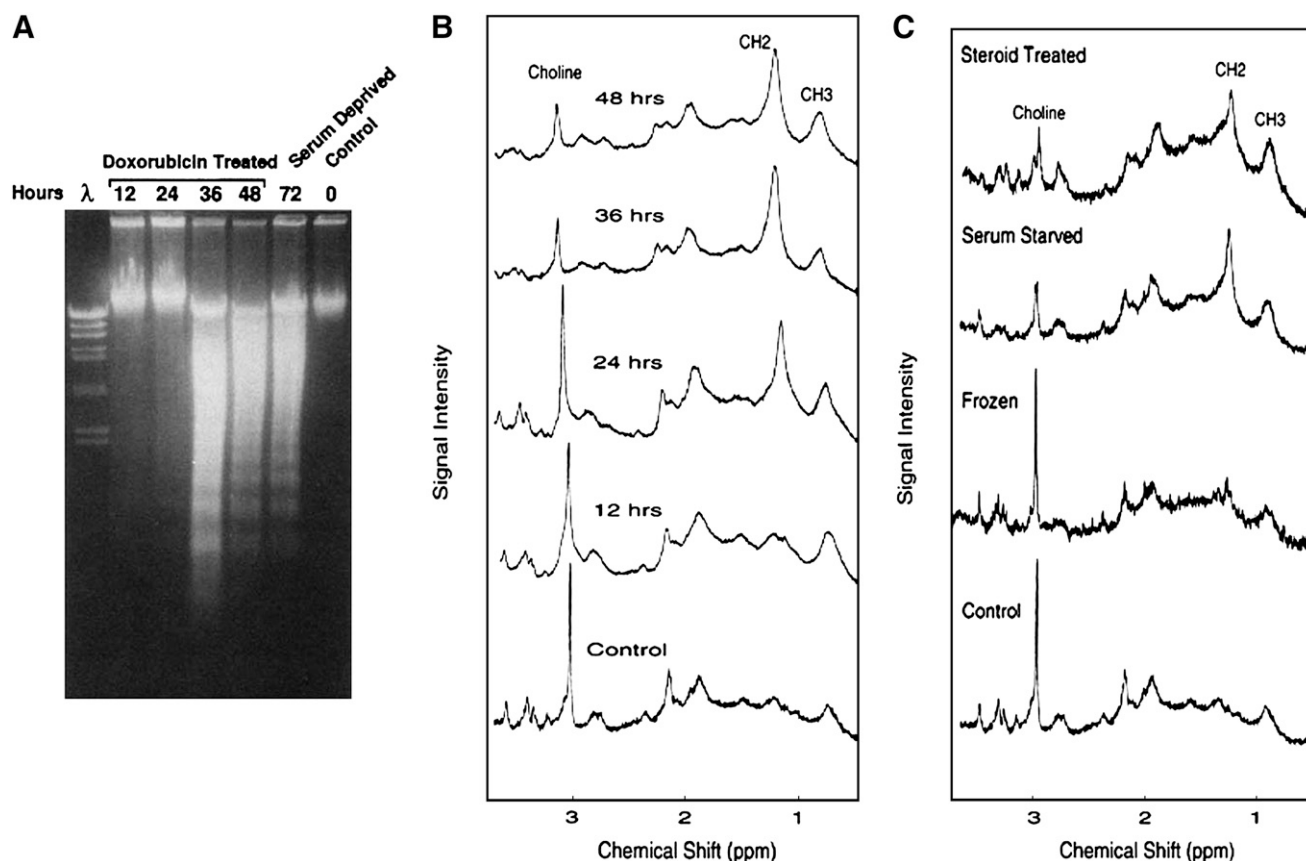 A
Doxorubicin Treated
Serum Deprived
Control
Hours λ 12 24 36 48 72 0
B
CH2
Choline
48 hrs
CH3
36 hrs
24 hrs
12 hrs
Control
Signal Intensity
3 2 1
Chemical Shift (ppm)
C
Steroid Treated
CH2
Choline
CH3
Serum Starved
Frozen
Control
Signal Intensity
3 2 1
Chemical Shift (ppm)